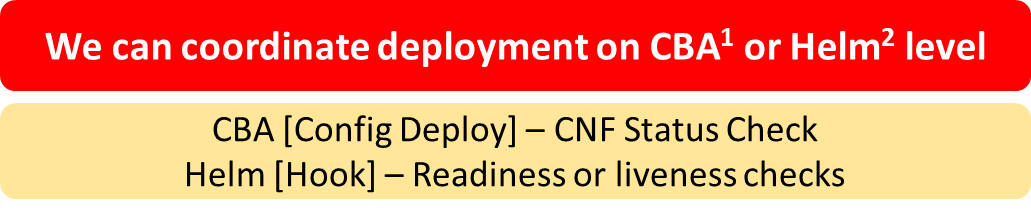 We can coordinate deployment on CBA¹ or Helm² level
CBA [Config Deploy] – CNF Status Check
Helm [Hook] – Readiness or liveness checks